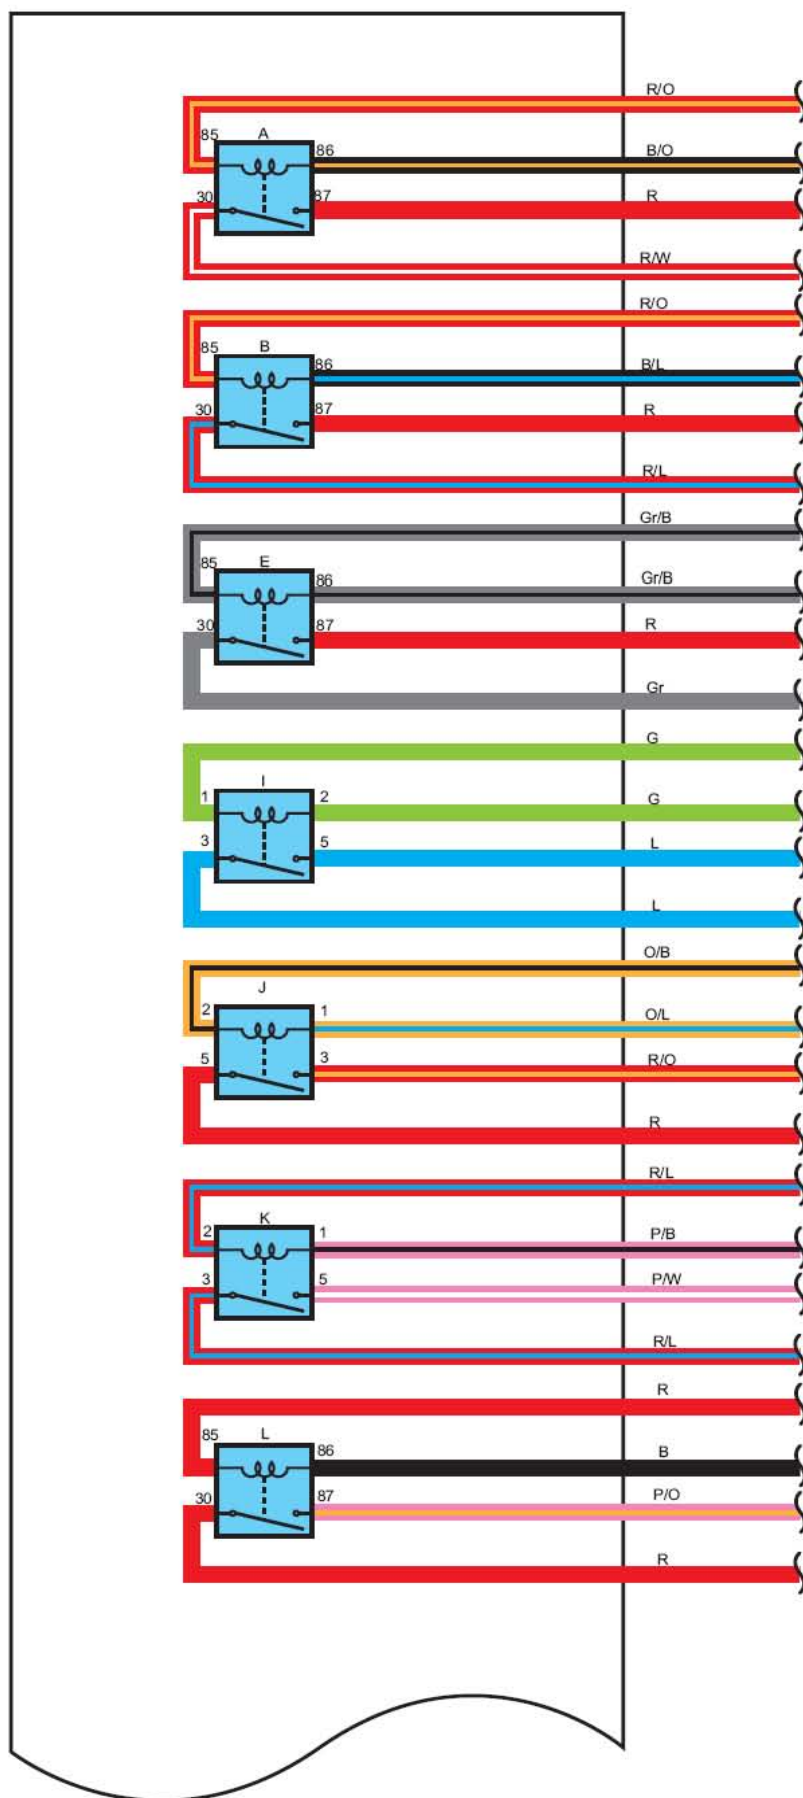 R/O
85 A 86 B/O
30 87 R
R/W
R/O
85 B 86 B/L
30 87 R
R/L
Gr/B
85 E 86 Gr/B
30 87 R
Gr
G
1 I 2 G
3 5 L
L
O/B
2 J 1 O/L
5 3 R/O
R
R/L
2 K 1 P/B
3 5 P/W
R/L
R
85 L 86 B
30 87 P/O
R